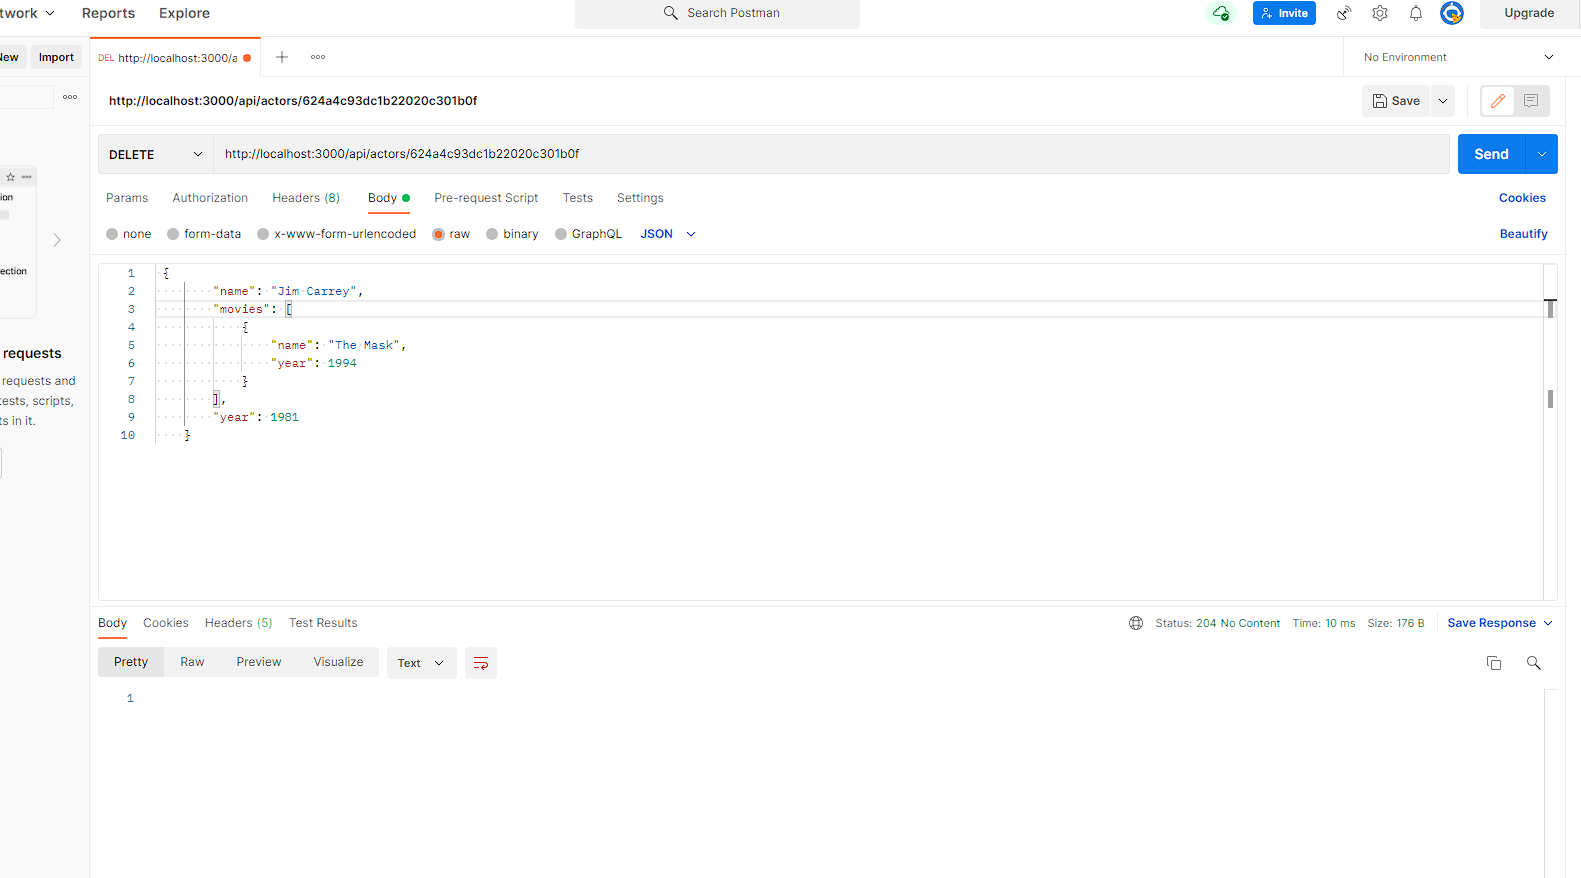 twork Reports Explore Search Postman Invite Upgrade
New Import DEL http://localhost:3000/a No Environment
http://localhost:3000/api/actors/624a4c93dc1b22020c301b0f Save
DELETE http://localhost:3000/api/actors/624a4c93dc1b22020c301b0f Send
Params Authorization Headers (8) Body Pre-request Script Tests Settings Cookies
none form-data x-www-form-urlencoded raw binary GraphQL JSON Beautify
ion
ection
requests
requests and
tests, scripts,
ts in it.
1 {
2 "name": "Jim Carrey",
3 "movies": [
4 {
5 "name": "The Mask",
6 "year": 1994
7 }
8 ],
9 "year": 1981
10 }
Body Cookies Headers (5) Test Results Status: 204 No Content Time: 10 ms Size: 176 B Save Response
Pretty Raw Preview Visualize Text
1